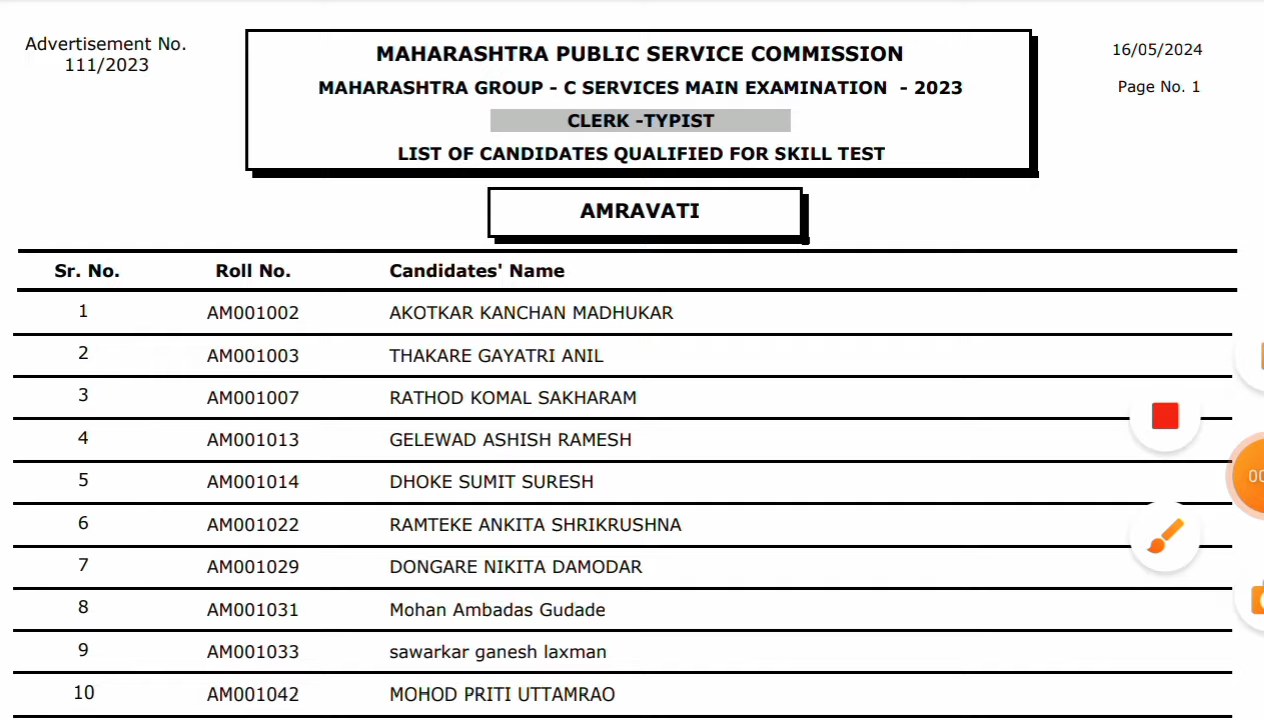 Advertisement No.
111/2023
MAHARASHTRA PUBLIC SERVICE COMMISSION
MAHARASHTRA GROUP - C SERVICES MAIN EXAMINATION - 2023
CLERK -TYPIST
LIST OF CANDIDATES QUALIFIED FOR SKILL TEST
16/05/2024
Page No. 1
AMRAVATI
Sr. No. Roll No. Candidates' Name
1 AM001002 AKOTKAR KANCHAN MADHUKAR
2 AM001003 THAKARE GAYATRI ANIL
3 AM001007 RATHOD KOMAL SAKHARAM
4 AM001013 GELEWAD ASHISH RAMESH
5 AM001014 DHOKE SUMIT SURESH
6 AM001022 RAMTEKE ANKITA SHRIKRUSHNA
7 AM001029 DONGARE NIKITA DAMODAR
8 AM001031 Mohan Ambadas Gudade
9 AM001033 sawarkar ganesh laxman
10 AM001042 MOHOD PRITI UTTAMRAO